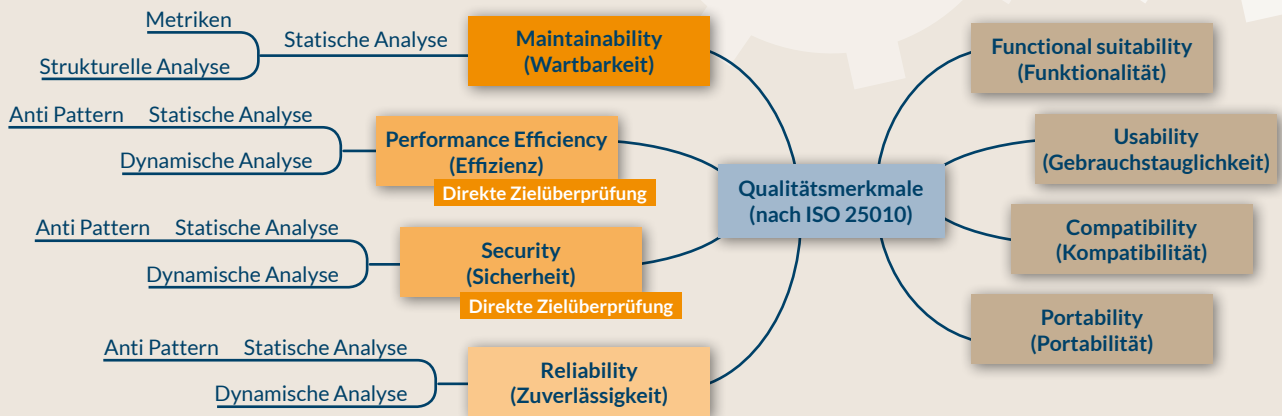 Metriken
Statische Analyse
Strukturelle Analyse
Maintainability
(Wartbarkeit)
Anti Pattern Statische Analyse
Dynamische Analyse
Performance Efficiency
(Effizienz)
Direkte Zielüberprüfung
Anti Pattern Statische Analyse
Dynamische Analyse
Security
(Sicherheit)
Direkte Zielüberprüfung
Anti Pattern Statische Analyse
Dynamische Analyse
Reliability
(Zuverlässigkeit)
Qualitätsmerkmale
(nach ISO 25010)
Functional suitability
(Funktionalität)
Usability
(Gebrauchstauglichkeit)
Compatibility
(Kompatibilität)
Portability
(Portabilität)